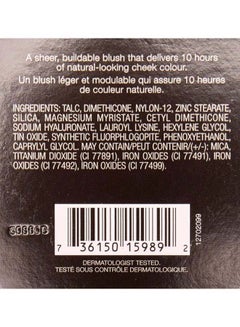 A sheer, buildable blush that delivers 10 hours
of natural-looking cheek colour.
Un blush léger et modulable qui assure 10 heures
de couleur naturelle.
INGREDIENTS: TALC, DIMETHICONE, NYLON-12, ZINC STEARATE,
SILICA, MAGNESIUM MYRISTATE, CETYL DIMETHICONE,
SODIUM HYALURONATE, LAUROYL LYSINE, HEXYLENE GLYCOL,
TIN OXIDE, SYNTHETIC FLUORPHLOGOPITE, PHENOXYETHANOL,
CAPRYLYL GLYCOL. MAY CONTAIN/PEUT CONTENIR/(+/-): MICA,
TITANIUM DIOXIDE (CI 77891), IRON OXIDES (CI 77491), IRON
OXIDES (CI 77492), IRON OXIDES (CI 77499).
7 36150 15989 2
12702099
DERMATOLOGIST TESTED.
TESTÉ SOUS CONTRÔLE DERMATOLOGIQUE.